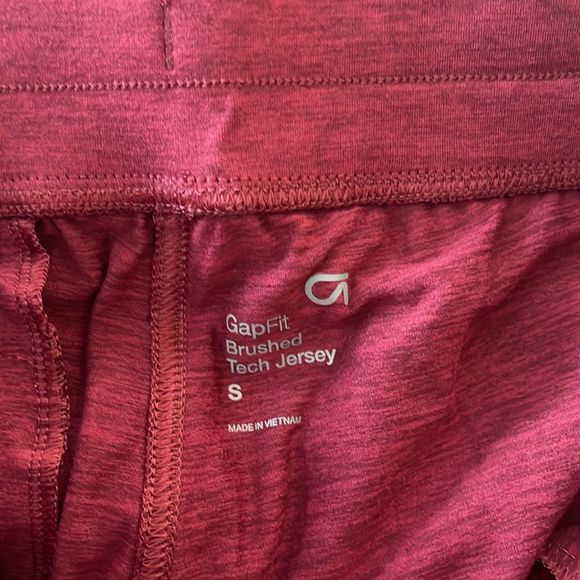 GapFit
Brushed
Tech Jersey
S
MADE IN VIETNAM